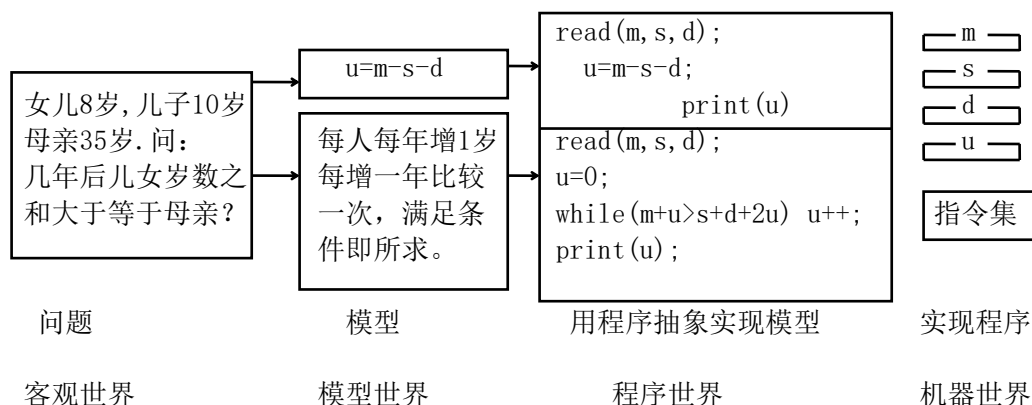 女儿8岁,儿子10岁
母亲35岁.问:
几年后儿女岁数之
和大于等于母亲?
u=m-s-d
每人每年增1岁
每增一年比较
一次，满足条
件即所求。
read(m,s,d);
u=m-s-d;
print(u)
read(m,s,d);
u=0;
while(m+u>s+d+2u) u++;
print(u);
m
s
d
u
指令集
问题 模型 用程序抽象实现模型 实现程序
客观世界 模型世界 程序世界 机器世界